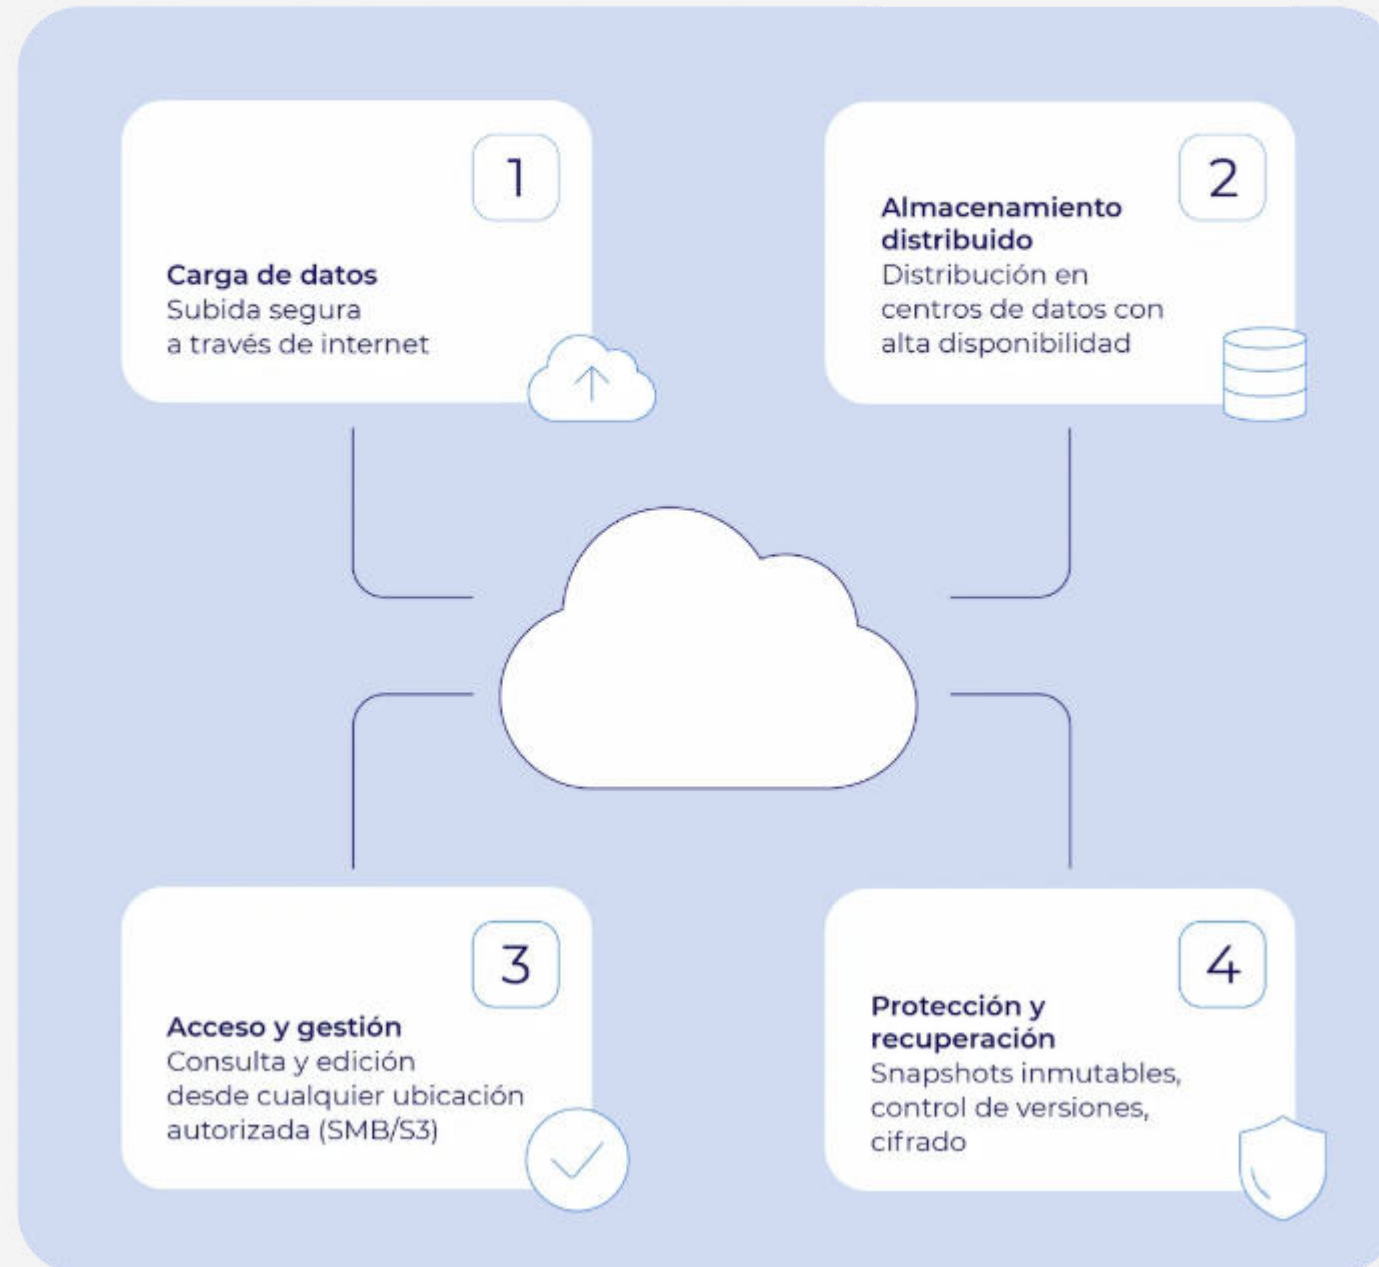 1
Carga de datos
Subida segura
a través de internet
2
Almacenamiento
distribuido
Distribución en
centros de datos con
alta disponibilidad
3
Acceso y gestión
Consulta y edición
desde cualquier ubicación
autorizada (SMB/S3)
4
Protección y
recuperación
Snapshots inmutables,
control de versiones,
cifrado